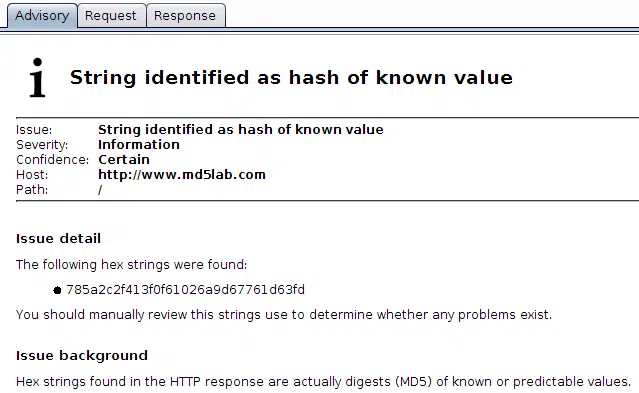 Advisory Request Response
String identified as hash of known value
Issue: String identified as hash of known value
Severity: Information
Confidence: Certain
Host: http://www.md5lab.com
Path: /
Issue detail
The following hex strings were found:
785a2c2f413f0f61026a9d67761d63fd
You should manually review this strings use to determine whether any problems exist.
Issue background
Hex strings found in the HTTP response are actually digests (MD5) of known or predictable values.